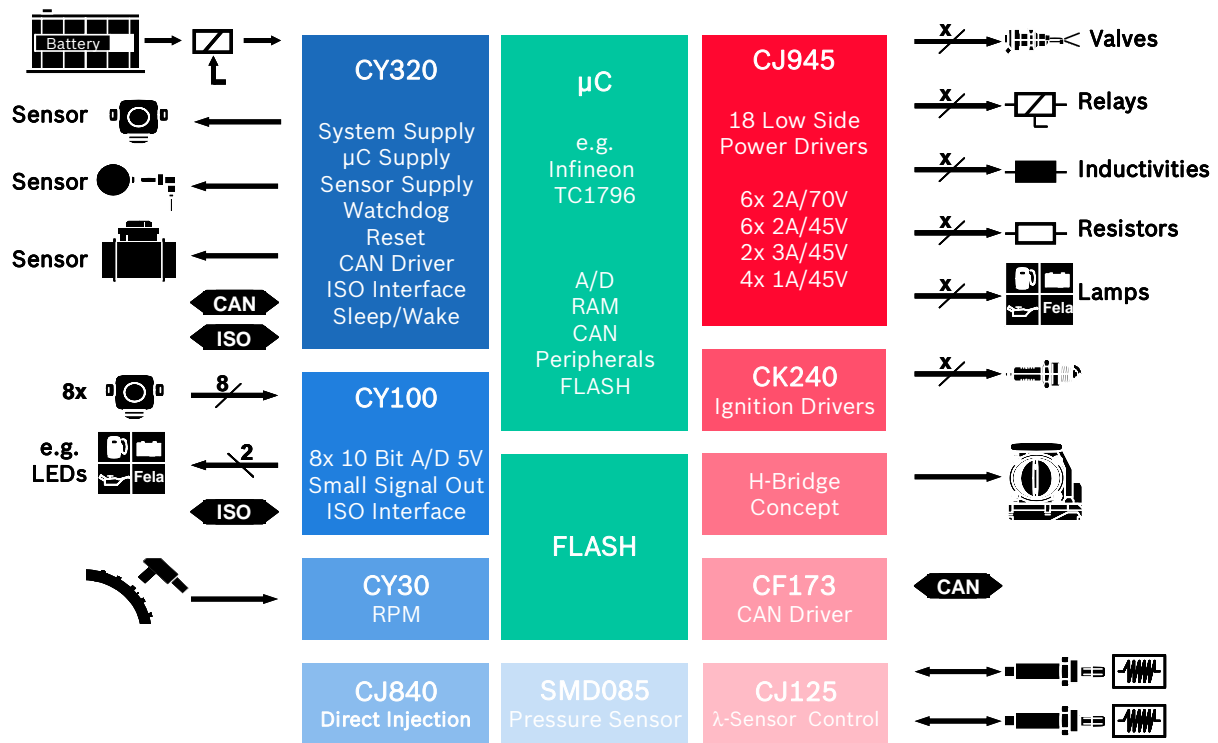 Battery
Sensor
Sensor
Sensor
CAN
ISO
8x
8
e.g.
LEDs
Fela
2
ISO
CY320
System Supply
µC Supply
Sensor Supply
Watchdog
Reset
CAN Driver
ISO Interface
Sleep/Wake
CY100
8x 10 Bit A/D 5V
Small Signal Out
ISO Interface
CY30
RPM
CJ840
Direct Injection
µC
e.g.
Infineon
TC1796
A/D
RAM
CAN
Peripherals
FLASH
FLASH
SMD085
Pressure Sensor
CJ945
18 Low Side
Power Drivers
6x 2A/70V
6x 2A/45V
2x 3A/45V
4x 1A/45V
CK240
Ignition Drivers
H-Bridge
Concept
CF173
CAN Driver
CJ125
λ-Sensor Control
x
Valves
x
Relays
x
Inductivities
x
Resistors
x
Fela
Lamps
x
CAN